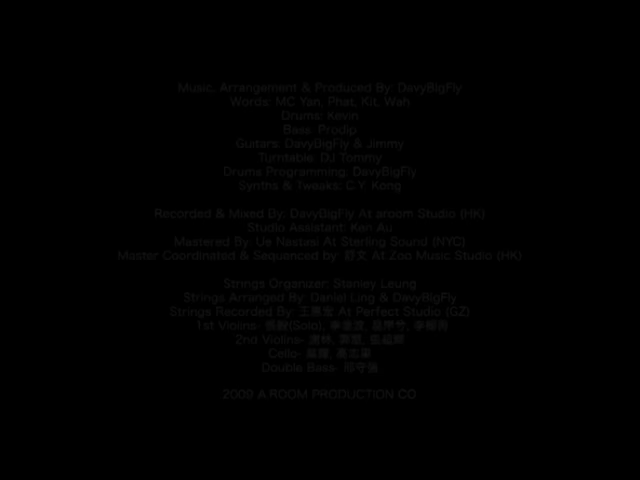 Music, Arrangement & Produced By: DavyBigFly
Words: MC Yan, Phat, Kit, Wah
Drums: Kevin
Bass: Prodip
Guitars: DavyBigFly & Jimmy
Turntable: DJ Tommy
Drums Programming: DavyBigFly
Synths & Tweaks: C.Y. Kong
Recorded & Mixed By: DavyBigFly At aroom Studio (HK)
Studio Assistant: Ken Au
Mastered By: Ue Nastasi At Sterling Sound (NYC)
Master Coordinated & Sequenced by: At Zoo Music Studio (HK)
Strings Organizer: Stanley Leung
Strings Arranged By: Daniel Ling & DavyBigFly
Strings Recorded By: At Perfect Studio (GZ)
1st Violins- (Solo),
2nd Violins-
Cello-
Double Bass-
2009 A ROOM PRODUCTION CO